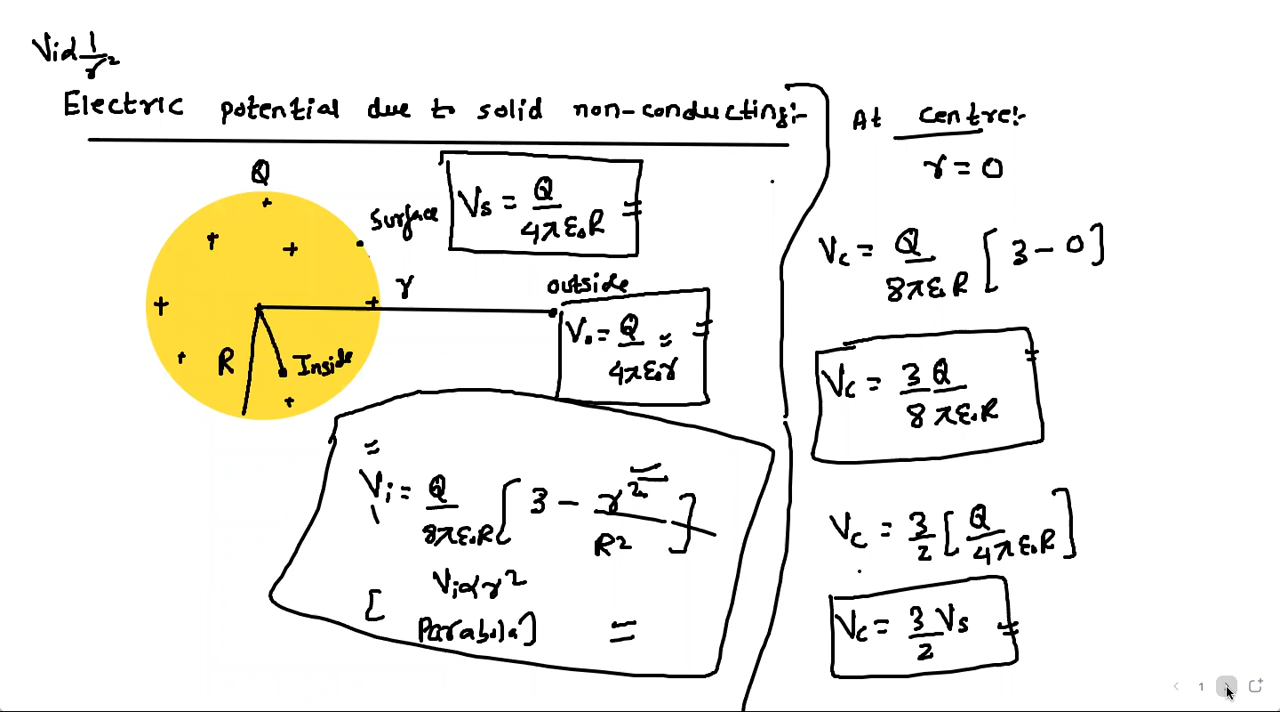 Vi α 1/r²
Electric potential due to solid non-conducting:-
Q
Surface
Vs = Q/4πε₀R
r
outside
V₀ = Q/4πε₀r
R
Inside
Vi = Q/8πε₀R [3 - r²/R²]
[Vi α r²
Parabola]
At centre:-
r = 0
Vc = Q/8πε₀R [3 - 0]
Vc = 3Q/8πε₀R
Vc = 3/2 [Q/4πε₀R]
Vc = 3/2 Vs
1